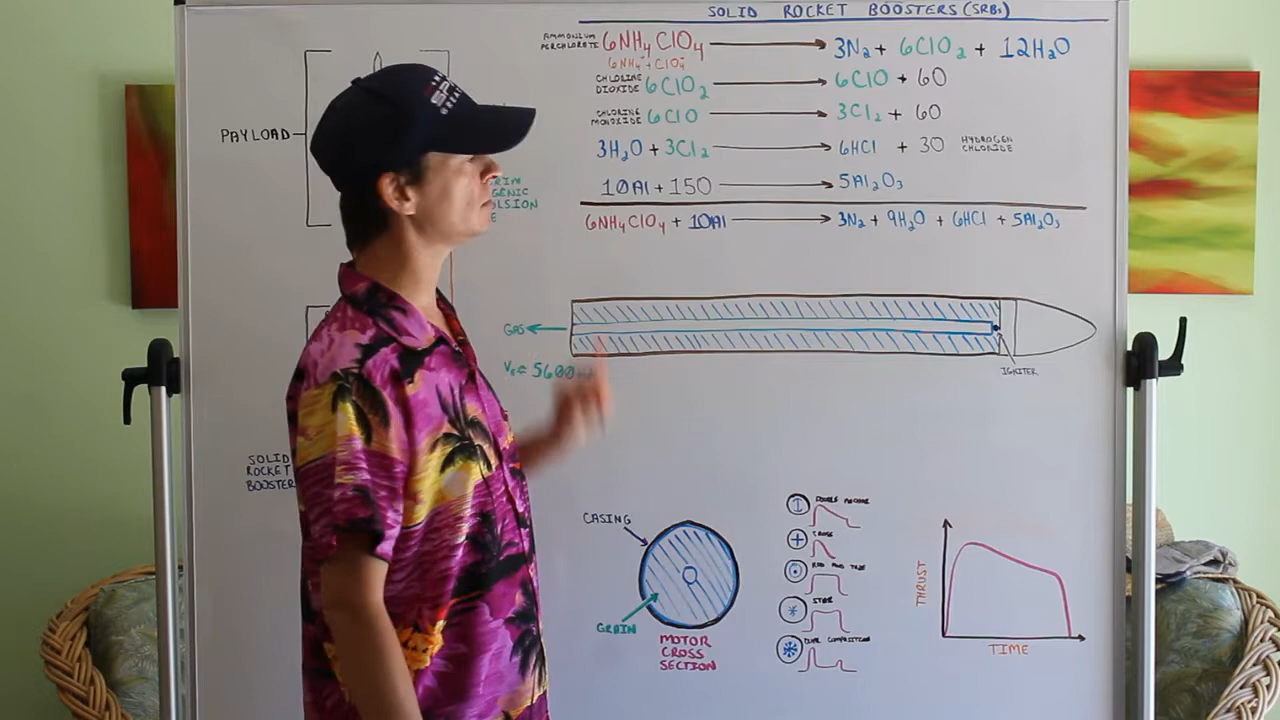 SOLID ROCKET BOOSTERS (SRBs)
AMMONIUM PERCHLORATE 6NH₄ClO₄ → 3N₂ + 6ClO₂ + 12H₂O
6NH₄⁺ + ClO₄⁻
CHLORINE DIOXIDE 6ClO₂ → 6ClO + 6O
CHLORINE MONOXIDE 6ClO → 3Cl₂ + 6O
3H₂O + 3Cl₂ → 6HCl + 3O HYDROGEN CHLORIDE
10Al + 15O → 5Al₂O₃
6NH₄ClO₄ + 10Al → 3N₂ + 9H₂O + 6HCl + 5Al₂O₃
PAYLOAD
GAS
Vₑ ≈ 5600
IGNITER
SOLID
ROCKET
BOOSTER
CASING
GRAIN
MOTOR
CROSS
SECTION
DOUBLE ANCHOR
CROSS
ROD AND TUBE
STAR
DUAL COMPOSITION
THRUST
TIME